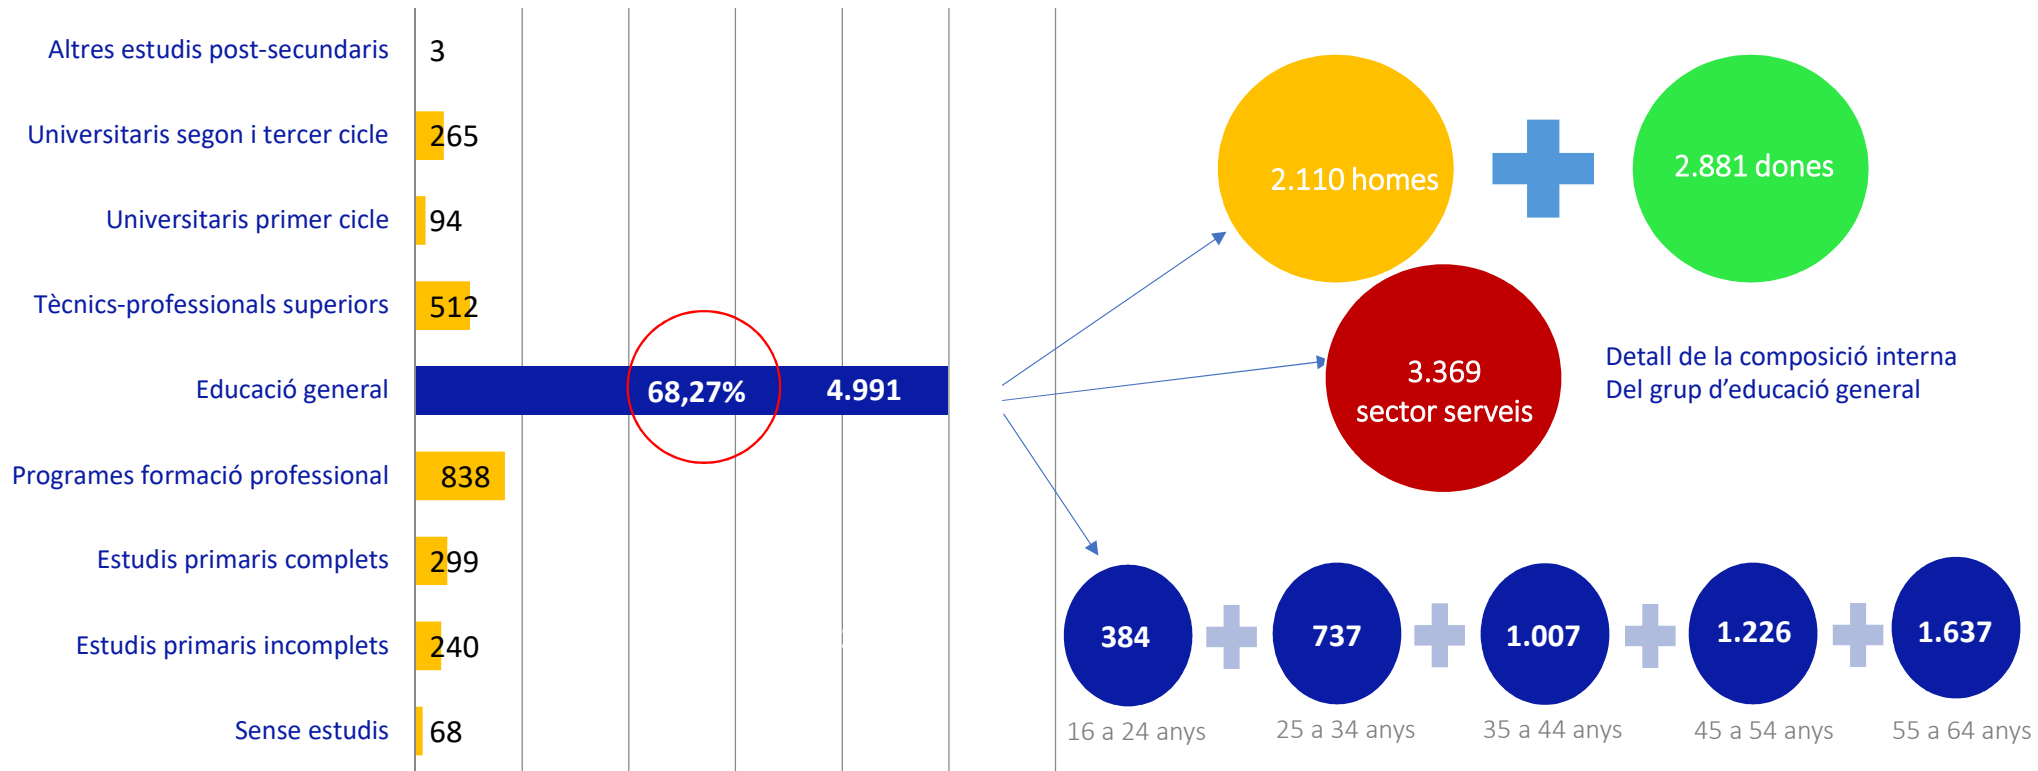 Altres estudis post-secundaris 3
Universitaris segon i tercer cicle 265
Universitaris primer cicle 94
Tècnics-professionals superiors 512
Educació general 68,27% 4.991
Programes formació professional 838
Estudis primaris complets 299
Estudis primaris incomplets 240
Sense estudis 68
2.110 homes
2.881 dones
3.369
sector serveis
Detall de la composició interna
Del grup d'educació general
384 737 1.007 1.226 1.637
16 a 24 anys 25 a 34 anys 35 a 44 anys 45 a 54 anys 55 a 64 anys